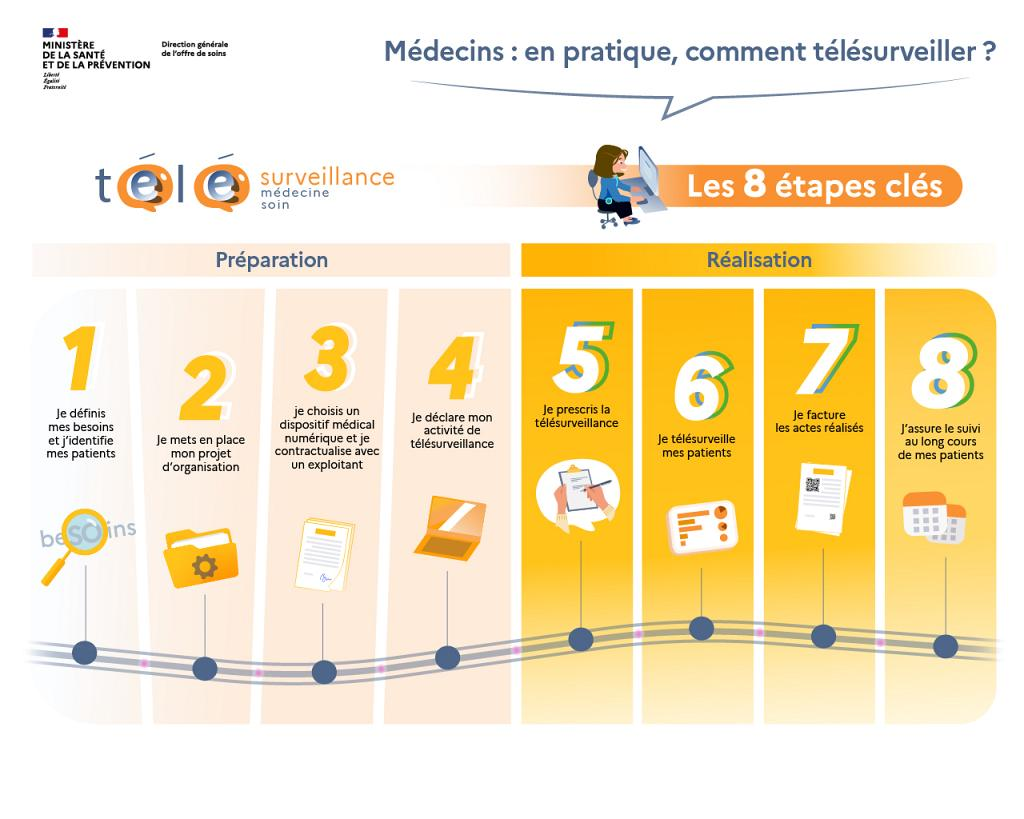 MINISTÈRE
DE LA SANTÉ
ET DE LA PRÉVENTION
Liberté
Égalité
Fraternité
Direction générale
de l'offre de soins
Médecins : en pratique, comment télésurveiller ?
télé
surveillance
médecine
soin
Les 8 étapes clés
Préparation
Réalisation
1
Je définis
mes besoins
et j'identifie
mes patients
besoins
2
Je mets en place
mon projet
d'organisation
3
je choisis un
dispositif médical
numérique et je
contractualise avec
un exploitant
4
Je déclare mon
activité de
télésurveillance
5
Je prescris la
télésurveillance
6
Je télésurveille
mes patients
7
Je facture
les actes réalisés
8
J'assure le suivi
au long cours
de mes patients